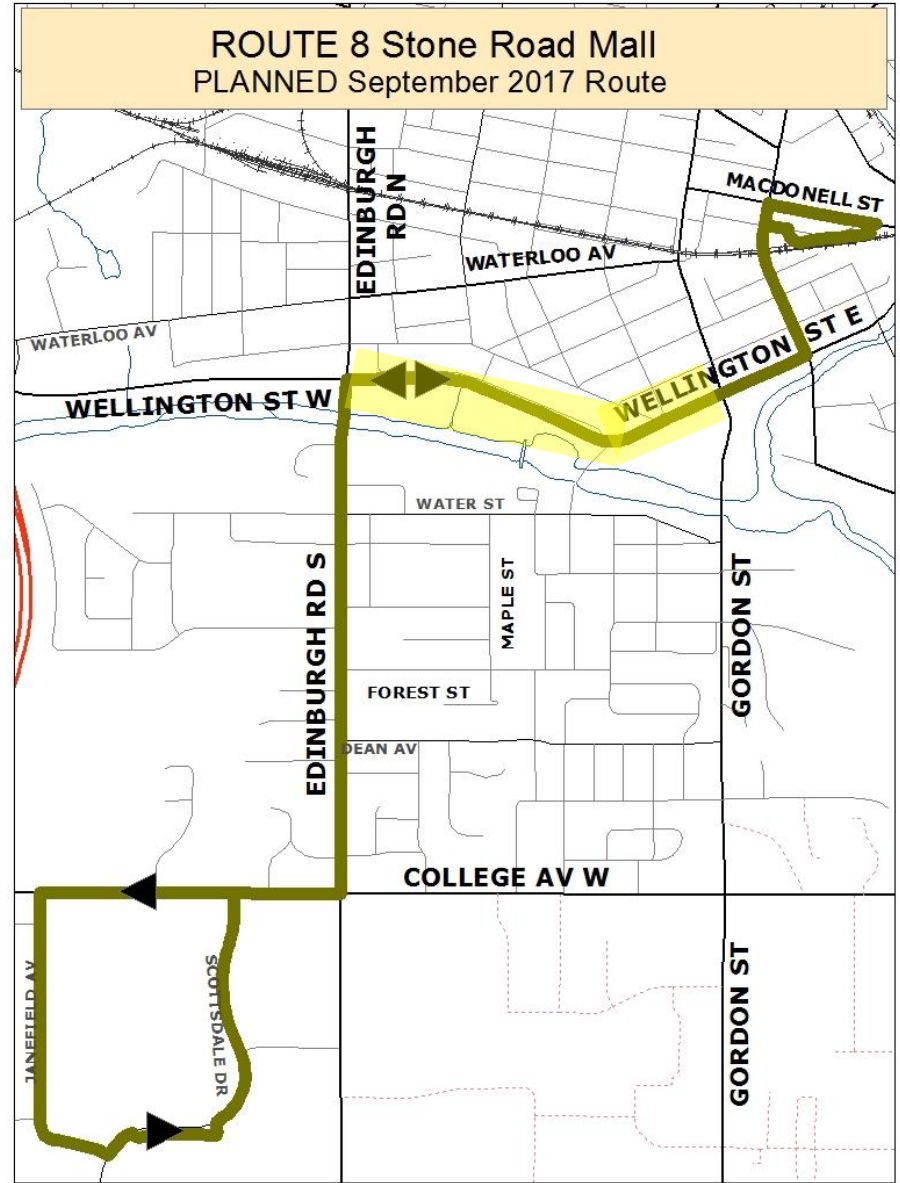 ROUTE 8 Stone Road Mall
PLANNED September 2017 Route
EDINBURGH
RD N
MACDONELL ST
WATERLOO AV
WATERLOO AV
WELLINGTON ST E
WELLINGTON ST W
WATER ST
EDINBURGH RD S
MAPLE ST
GORDON ST
FOREST ST
DEAN AV
COLLEGE AV W
JANEFIELD AV
SCOTTSDALE DR
GORDON ST